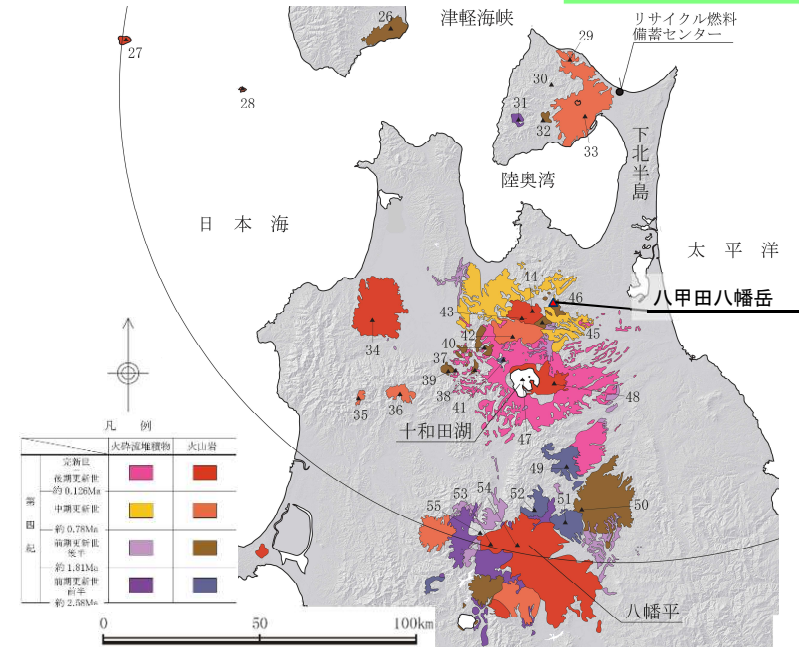 26
津軽海峡
リサイクル燃料
備蓄センター
27
29
30
28
31
32
33
下北半島
陸奥湾
日本海
太平洋
44
46
八甲田八幡岳
43
45
42
34
40
37
39
38
41
35
36
48
47
十和田湖
凡 例
火砕流堆積物
火山岩
第四紀
完新世
後期更新世
約 0.126Ma
中期更新世
約 0.78Ma
前期更新世
後半
約 1.81Ma
前期更新世
前半
約 2.58Ma
49
54
53
52
51
50
55
八幡平
0
50
100km